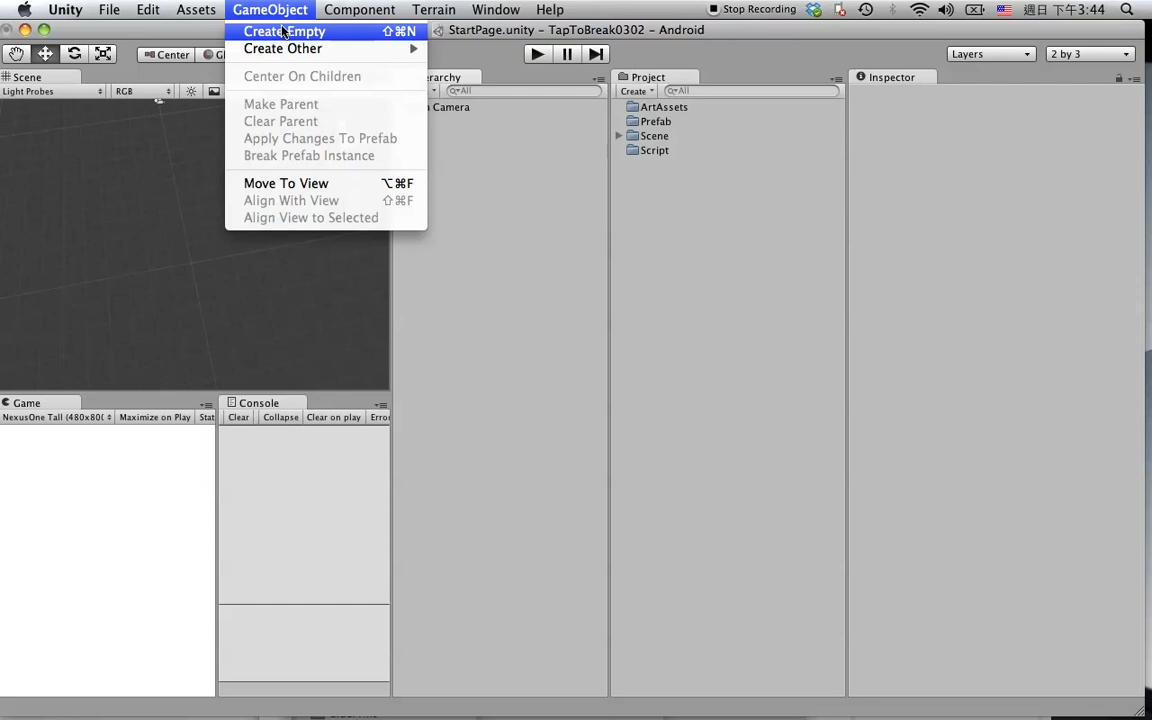 Unity File Edit Assets GameObject Component Terrain Window Help Stop Recording 週日 下午3:44
StartPage.unity – TapToBreak0302 – Android
Create Empty ⇧⌘N
Create Other
Center On Children
Make Parent
Clear Parent
Apply Changes To Prefab
Break Prefab Instance
Move To View ⌥⌘F
Align With View ⇧⌘F
Align View to Selected
Center
Layers 2 by 3
Scene
Light Probes RGB
All
Camera
Project
Create All
ArtAssets
Prefab
Scene
Script
Inspector
Game
NexusOne Tall Maximize on Play
Console
Clear Collapse Clear on play